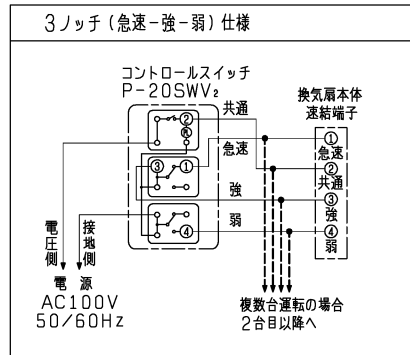 3ノッチ(急速-強-弱)仕様
コントロールスイッチ
P-20SWV2
共通
急速
強
弱
②
③
①
④
換気扇本体
速結端子
①
急速
②
共通
③
強
④
弱
電圧側
接地側
電 源
AC100V
50/60Hz
複数台運転の場合
2台目以降へ